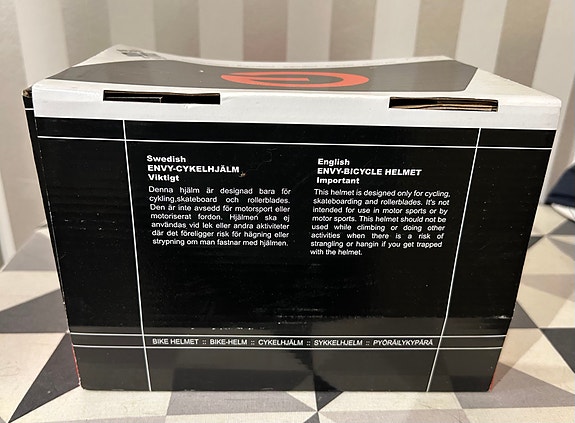 Swedish
ENVY-CYKELHJÄLM
Viktigt
Denna hjälm är designad bara för
cykling,skateboard och rollerblades.
Den är inte avsedd för motorsport eller
motoriserat fordon. Hjälmen ska ej
användas vid lek eller andra aktiviteter
där det föreligger risk för hägning eller
strypning om man fastnar med hjälmen.
English
ENVY-BICYCLE HELMET
Important
This helmet is designed only for cycling,
skateboarding and rollerblades. It's not
intended for use in motor sports or by
motor sports. This helmet should not be
used while climbing or doing other
activities when there is a risk of
strangling or hangin if you get trapped
with the helmet.
BIKE HELMET :: BIKE-HELM :: CYKELHJÄLM :: SYKKELHJELM :: PYÖRÄILYKYPÄRÄ